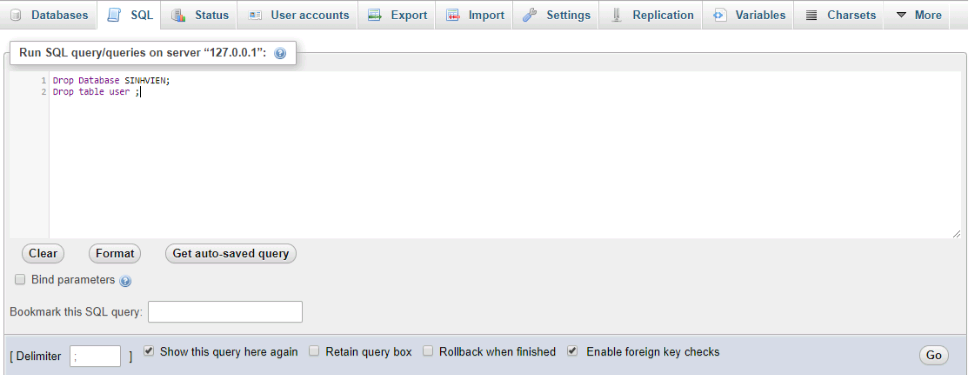 Databases SQL Status User accounts Export Import Settings Replication Variables Charsets More
Run SQL query/queries on server “127.0.0.1”:
1 Drop Database SINHVIEN;
2 Drop table user ;
Clear Format Get auto-saved query
Bind parameters
Bookmark this SQL query:
[ Delimiter ; ] Show this query here again Retain query box Rollback when finished Enable foreign key checks Go